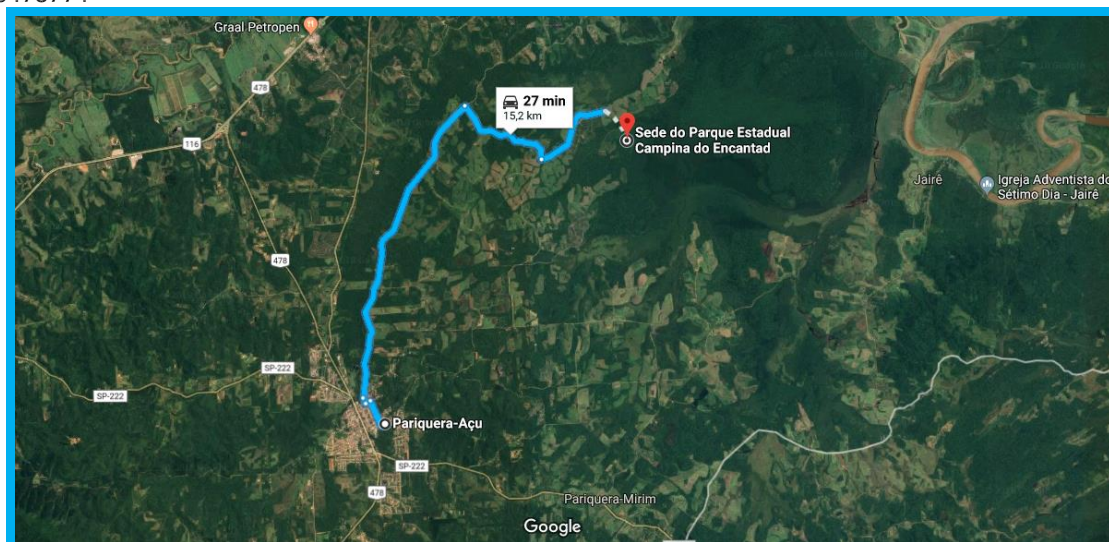 Graal Petropen
478
116
27 min
15,2 km
Sede do Parque Estadual
Campina do Encantad
Jairê
Igreja Adventista do
Sétimo Dia - Jairê
478
SP-222
SP-222
Pariquera-Açu
SP-222
478
Pariquera-Mirim
Google